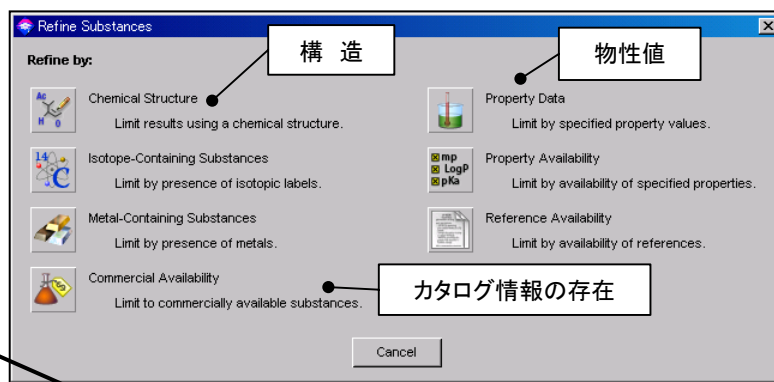 Refine Substances
Refine by:
構 造
物性値
Chemical Structure
Limit results using a chemical structure.
Isotope-Containing Substances
Limit by presence of isotopic labels.
Metal-Containing Substances
Limit by presence of metals.
Commercial Availability
Limit to commercially available substances.
Property Data
Limit by specified property values.
Property Availability
Limit by availability of specified properties.
Reference Availability
Limit by availability of references.
カタログ情報の存在
Cancel
Ac
H O
14
C
mp
LogP
pKa